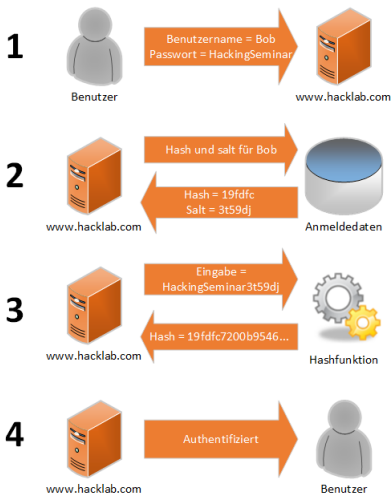 1
Benutzername = Bob
Passwort = HackingSeminar
Benutzer
www.hacklab.com
2
Hash und salt für Bob
Hash = 19fdfc
Salt = 3t59dj
www.hacklab.com
Anmeldedaten
3
Eingabe =
HackingSeminar3t59dj
Hash = 19fdfc7200b9546...
www.hacklab.com
Hashfunktion
4
Authentifiziert
www.hacklab.com
Benutzer